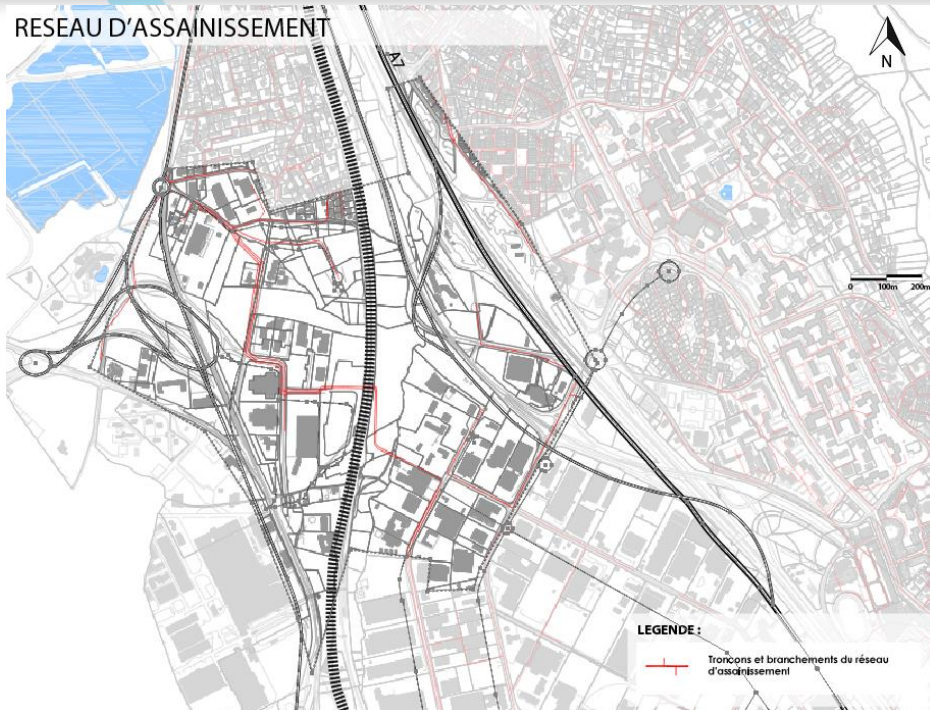 RESEAU D'ASSAINISSEMENT
A7
N
0 100m 200m
LEGENDE :
Tronçons et branchements du réseau
d'assainissement